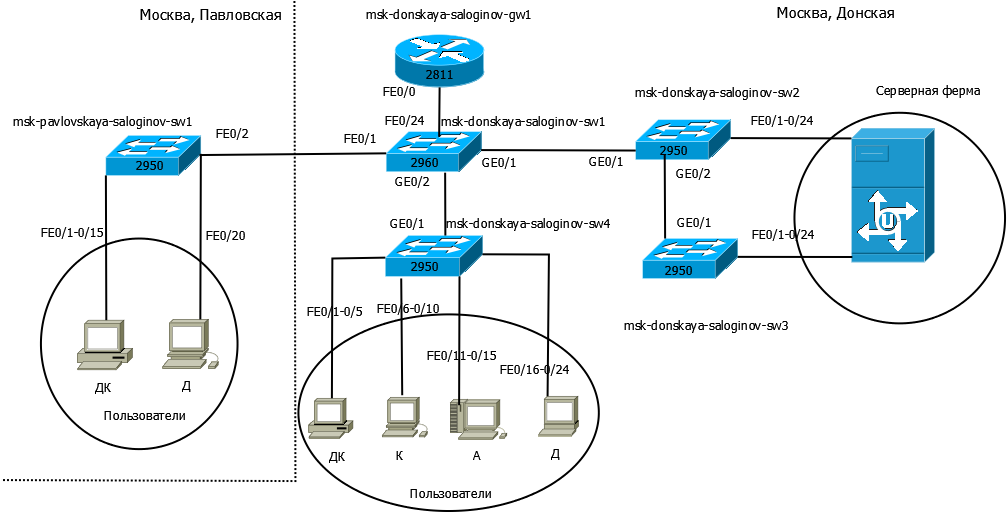 Москва, Павловская
msk-donskaya-saloginov-gw1
Москва, Донская
2811
FE0/0
msk-donskaya-saloginov-sw2
Серверная ферма
msk-pavlovskaya-saloginov-sw1
FE0/2
FE0/24
msk-donskaya-saloginov-sw1
FE0/1-0/24
FE0/1
2950
2960
GE0/1
GE0/1
2950
GE0/2
GE0/2
U
FE0/1-0/15
FE0/20
GE0/1
msk-donskaya-saloginov-sw4
GE0/1
FE0/1-0/24
2950
2950
FE0/1-0/5
FE0/6-0/10
msk-donskaya-saloginov-sw3
FE0/11-0/15
FE0/16-0/24
ДК
Д
Пользователи
ДК
К
А
Д
Пользователи